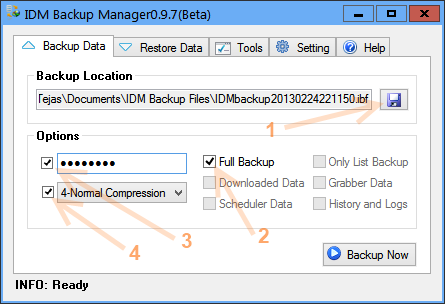 IDM Backup Manager0.9.7(Beta)
Backup Data Restore Data Tools Setting Help
Backup Location
Tejas\Documents\IDM Backup Files\IDMbackup20130224221150.ibf
1
Options
●●●●●●●● Full Backup Only List Backup
4-Normal Compression Downloaded Data Grabber Data
Scheduler Data History and Logs
4 3 2
Backup Now
INFO: Ready